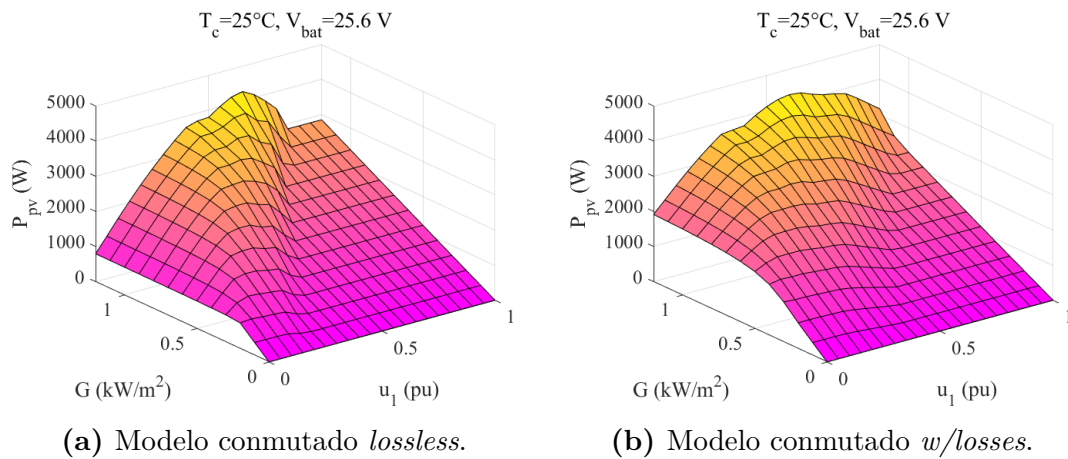 T_c=25°C, V_bat=25.6 V
5000
4000
3000
2000
1000
0
P_pv (W)
1
0.5
0
G (kW/m²)
0
0.5
1
u_1 (pu)
(a) Modelo conmutado lossless.
T_c=25°C, V_bat=25.6 V
5000
4000
3000
2000
1000
0
P_pv (W)
1
0.5
0
G (kW/m²)
0
0.5
1
u_1 (pu)
(b) Modelo conmutado w/losses.